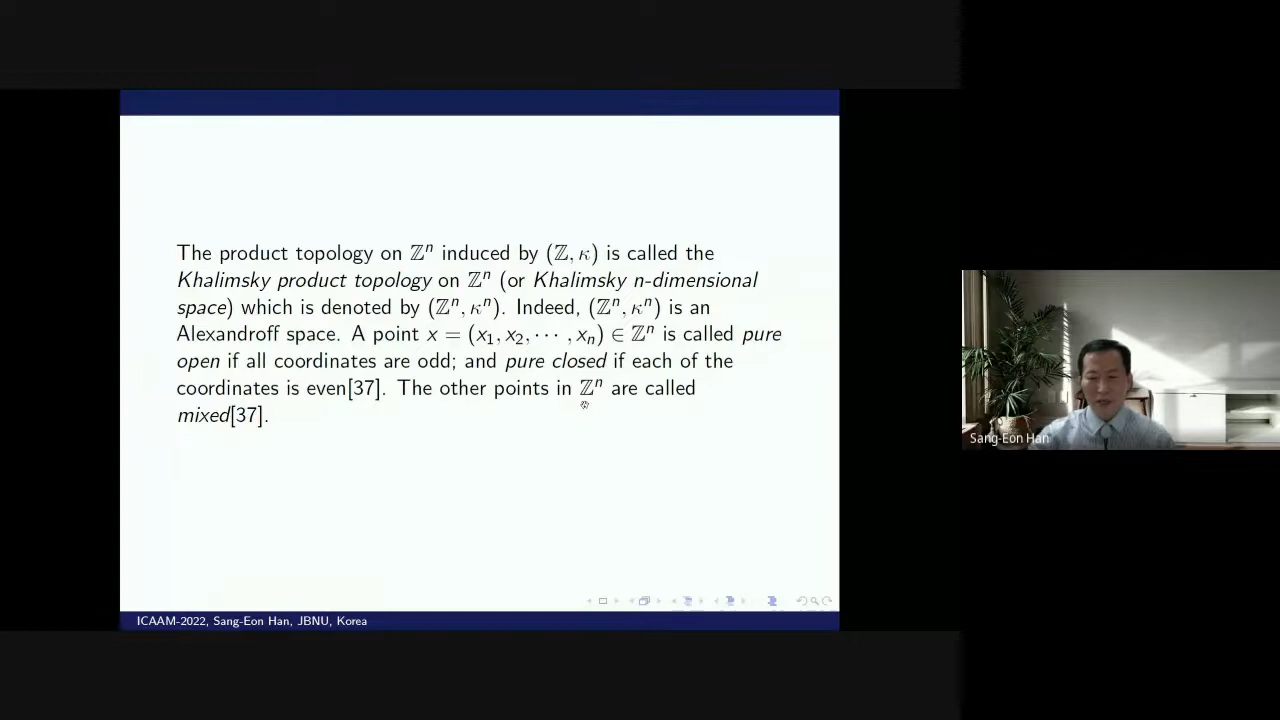 The product topology on ℤⁿ induced by (ℤ, κ) is called the
Khalimsky product topology on ℤⁿ (or Khalimsky n-dimensional
space) which is denoted by (ℤⁿ, κⁿ). Indeed, (ℤⁿ, κⁿ) is an
Alexandroff space. A point x = (x₁, x₂, ⋯ , xₙ) ∈ ℤⁿ is called pure
open if all coordinates are odd; and pure closed if each of the
coordinates is even[37]. The other points in ℤⁿ are called
mixed[37].
ICAAM-2022, Sang-Eon Han, JBNU, Korea
Sang-Eon Han